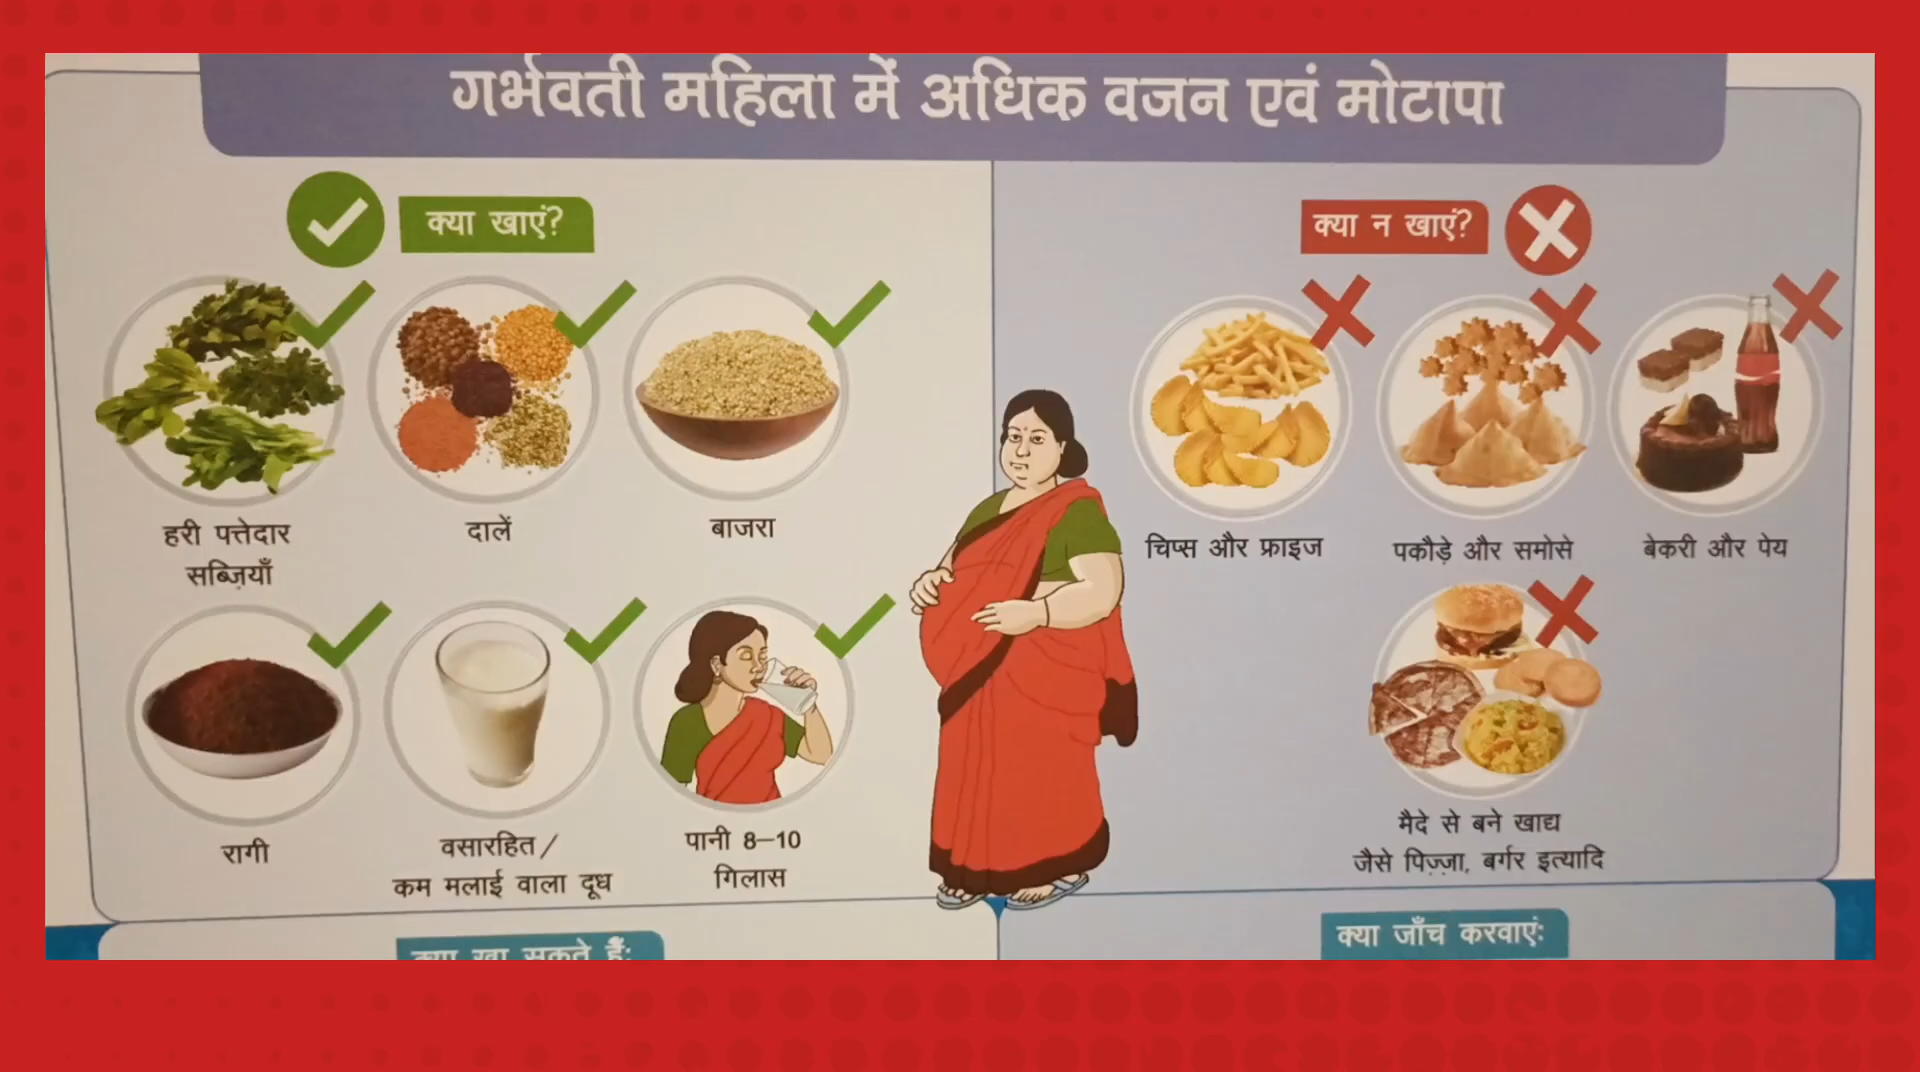 गर्भवती महिला में अधिक वजन एवं मोटापा
क्या खाएं?
हरी पत्तेदार
सब्ज़ियाँ
दालें
बाजरा
रागी
वसारहित/
कम मलाई वाला दूध
पानी 8–10
गिलास
क्या न खाएं?
चिप्स और फ्राइज
पकौड़े और समोसे
बेकरी और पेय
मैदे से बने खाद्य
जैसे पिज़्ज़ा, बर्गर इत्यादि
क्या खा सकते हैं:
क्या जाँच करवाएं: